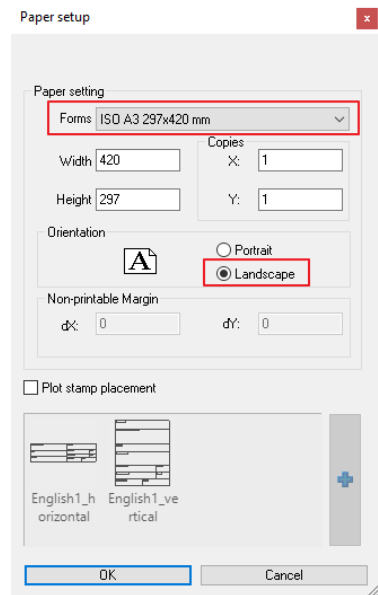 Paper setup
x
Paper setting
Forms ISO A3 297x420 mm
Copies
Width 420 X: 1
Height 297 Y: 1
Orientation
A
Portrait
Landscape
Non-printable Margin
dX: 0 dY: 0
Plot stamp placement
English1_h
orizontal
English1_ve
rtical
OK Cancel